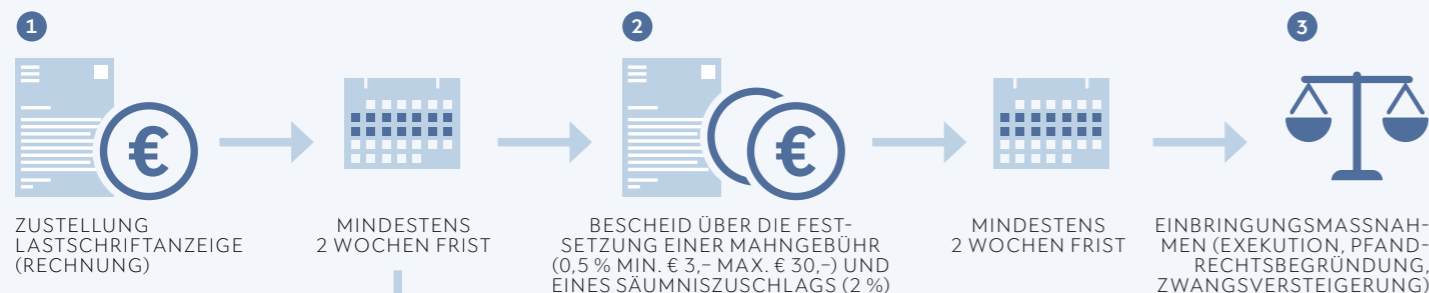 1
2
3
€
€
ZUSTELLUNG
LASTSCHRIFTANZEIGE
(RECHNUNG)
MINDESTENS
2 WOCHEN FRIST
BESCHEID ÜBER DIE FEST-
SETZUNG EINER MAHNGEBÜHR
(0,5 % MIN. € 3,– MAX. € 30,–) UND
EINES SÄUMNISZUSCHLAGS (2 %)
MINDESTENS
2 WOCHEN FRIST
EINBRINGUNGSMASSNAH-
MEN (EXEKUTION, PFAND-
RECHTSBEGRÜNDUNG,
ZWANGSVERSTEIGERUNG)